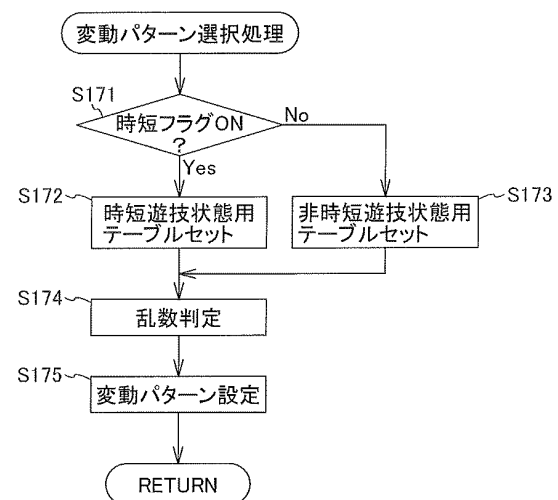 変動パターン選択処理
S171
時短フラグON
?
No
Yes
S172
時短遊技状態用
テーブルセット
非時短遊技状態用
テーブルセット
S173
S174
乱数判定
S175
変動パターン設定
RETURN